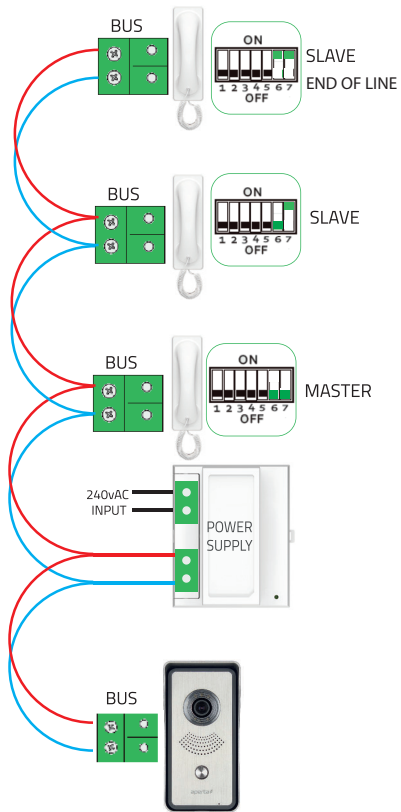 BUS
ON
1 2 3 4 5 6 7
OFF
SLAVE
END OF LINE
BUS
ON
1 2 3 4 5 6 7
OFF
SLAVE
BUS
ON
1 2 3 4 5 6 7
OFF
MASTER
240vAC
INPUT
POWER
SUPPLY
BUS
aperta